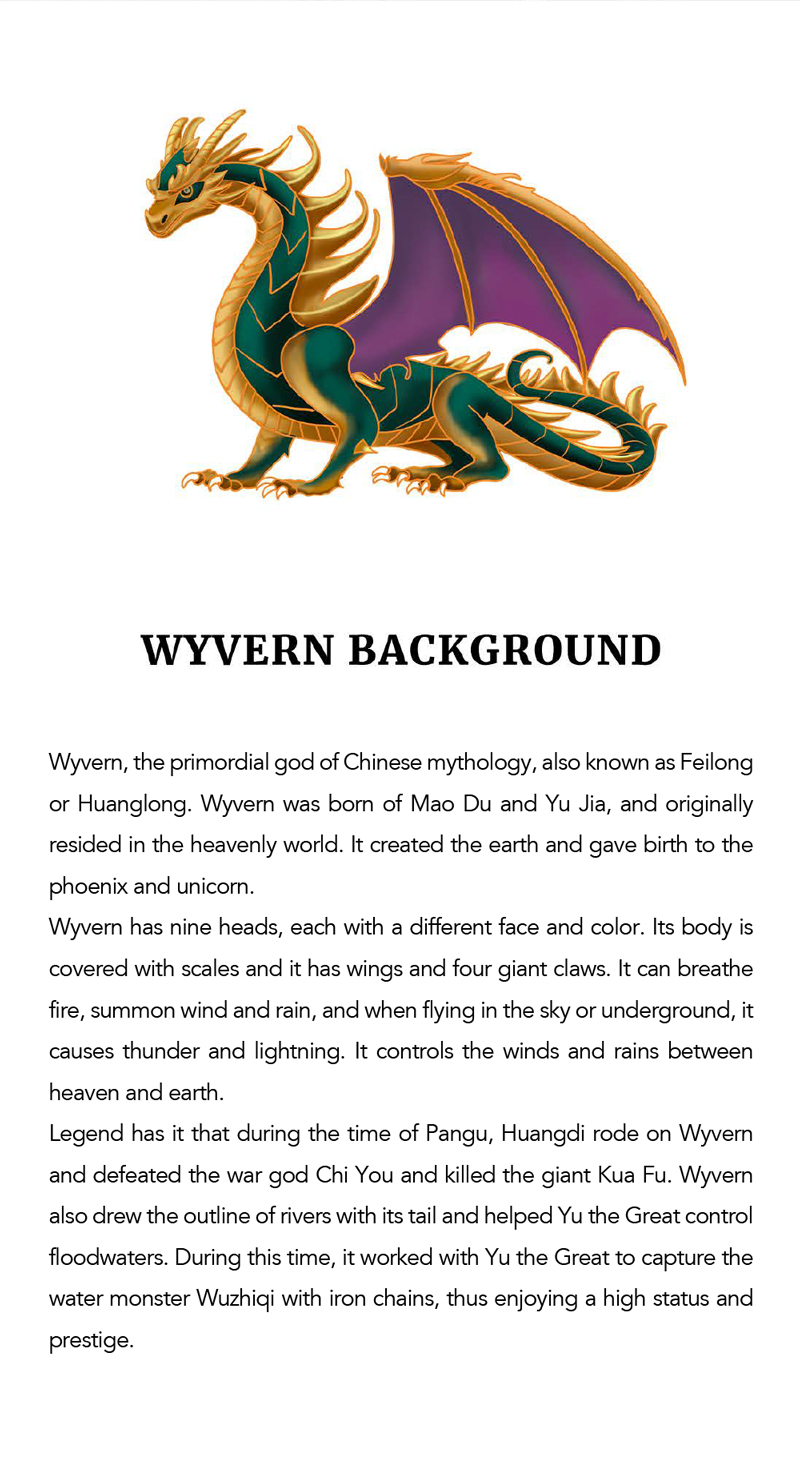 WYVERN BACKGROUND
Wyvern, the primordial god of Chinese mythology, also known as Feilong
or Huanglong. Wyvern was born of Mao Du and Yu Jia, and originally
resided in the heavenly world. It created the earth and gave birth to the
phoenix and unicorn.
Wyvern has nine heads, each with a different face and color. Its body is
covered with scales and it has wings and four giant claws. It can breathe
fire, summon wind and rain, and when flying in the sky or underground, it
causes thunder and lightning. It controls the winds and rains between
heaven and earth.
Legend has it that during the time of Pangu, Huangdi rode on Wyvern
and defeated the war god Chi You and killed the giant Kua Fu. Wyvern
also drew the outline of rivers with its tail and helped Yu the Great control
floodwaters. During this time, it worked with Yu the Great to capture the
water monster Wuzhiqi with iron chains, thus enjoying a high status and
prestige.